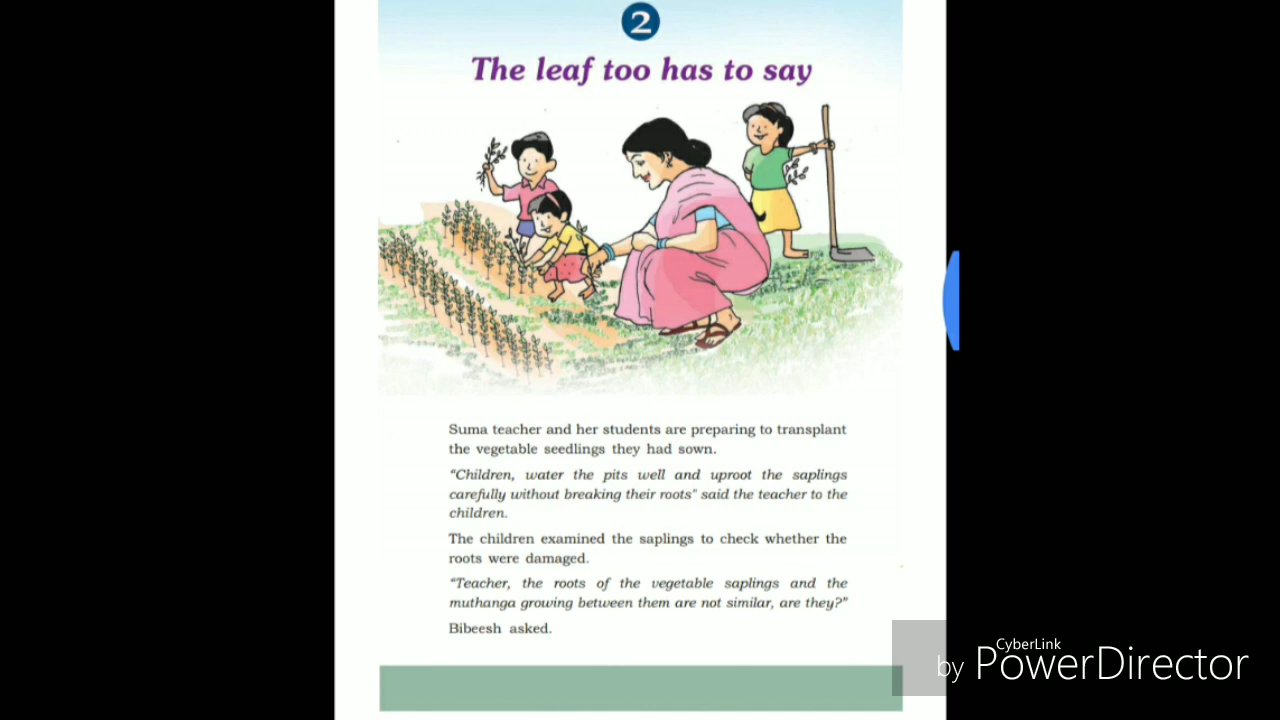 2
The leaf too has to say
Suma teacher and her students are preparing to transplant
the vegetable seedlings they had sown.
"Children, water the pits well and uproot the saplings
carefully without breaking their roots" said the teacher to the
children.
The children examined the saplings to check whether the
roots were damaged.
"Teacher, the roots of the vegetable saplings and the
muthanga growing between them are not similar, are they?"
Bibeesh asked.
CyberLink
by PowerDirector